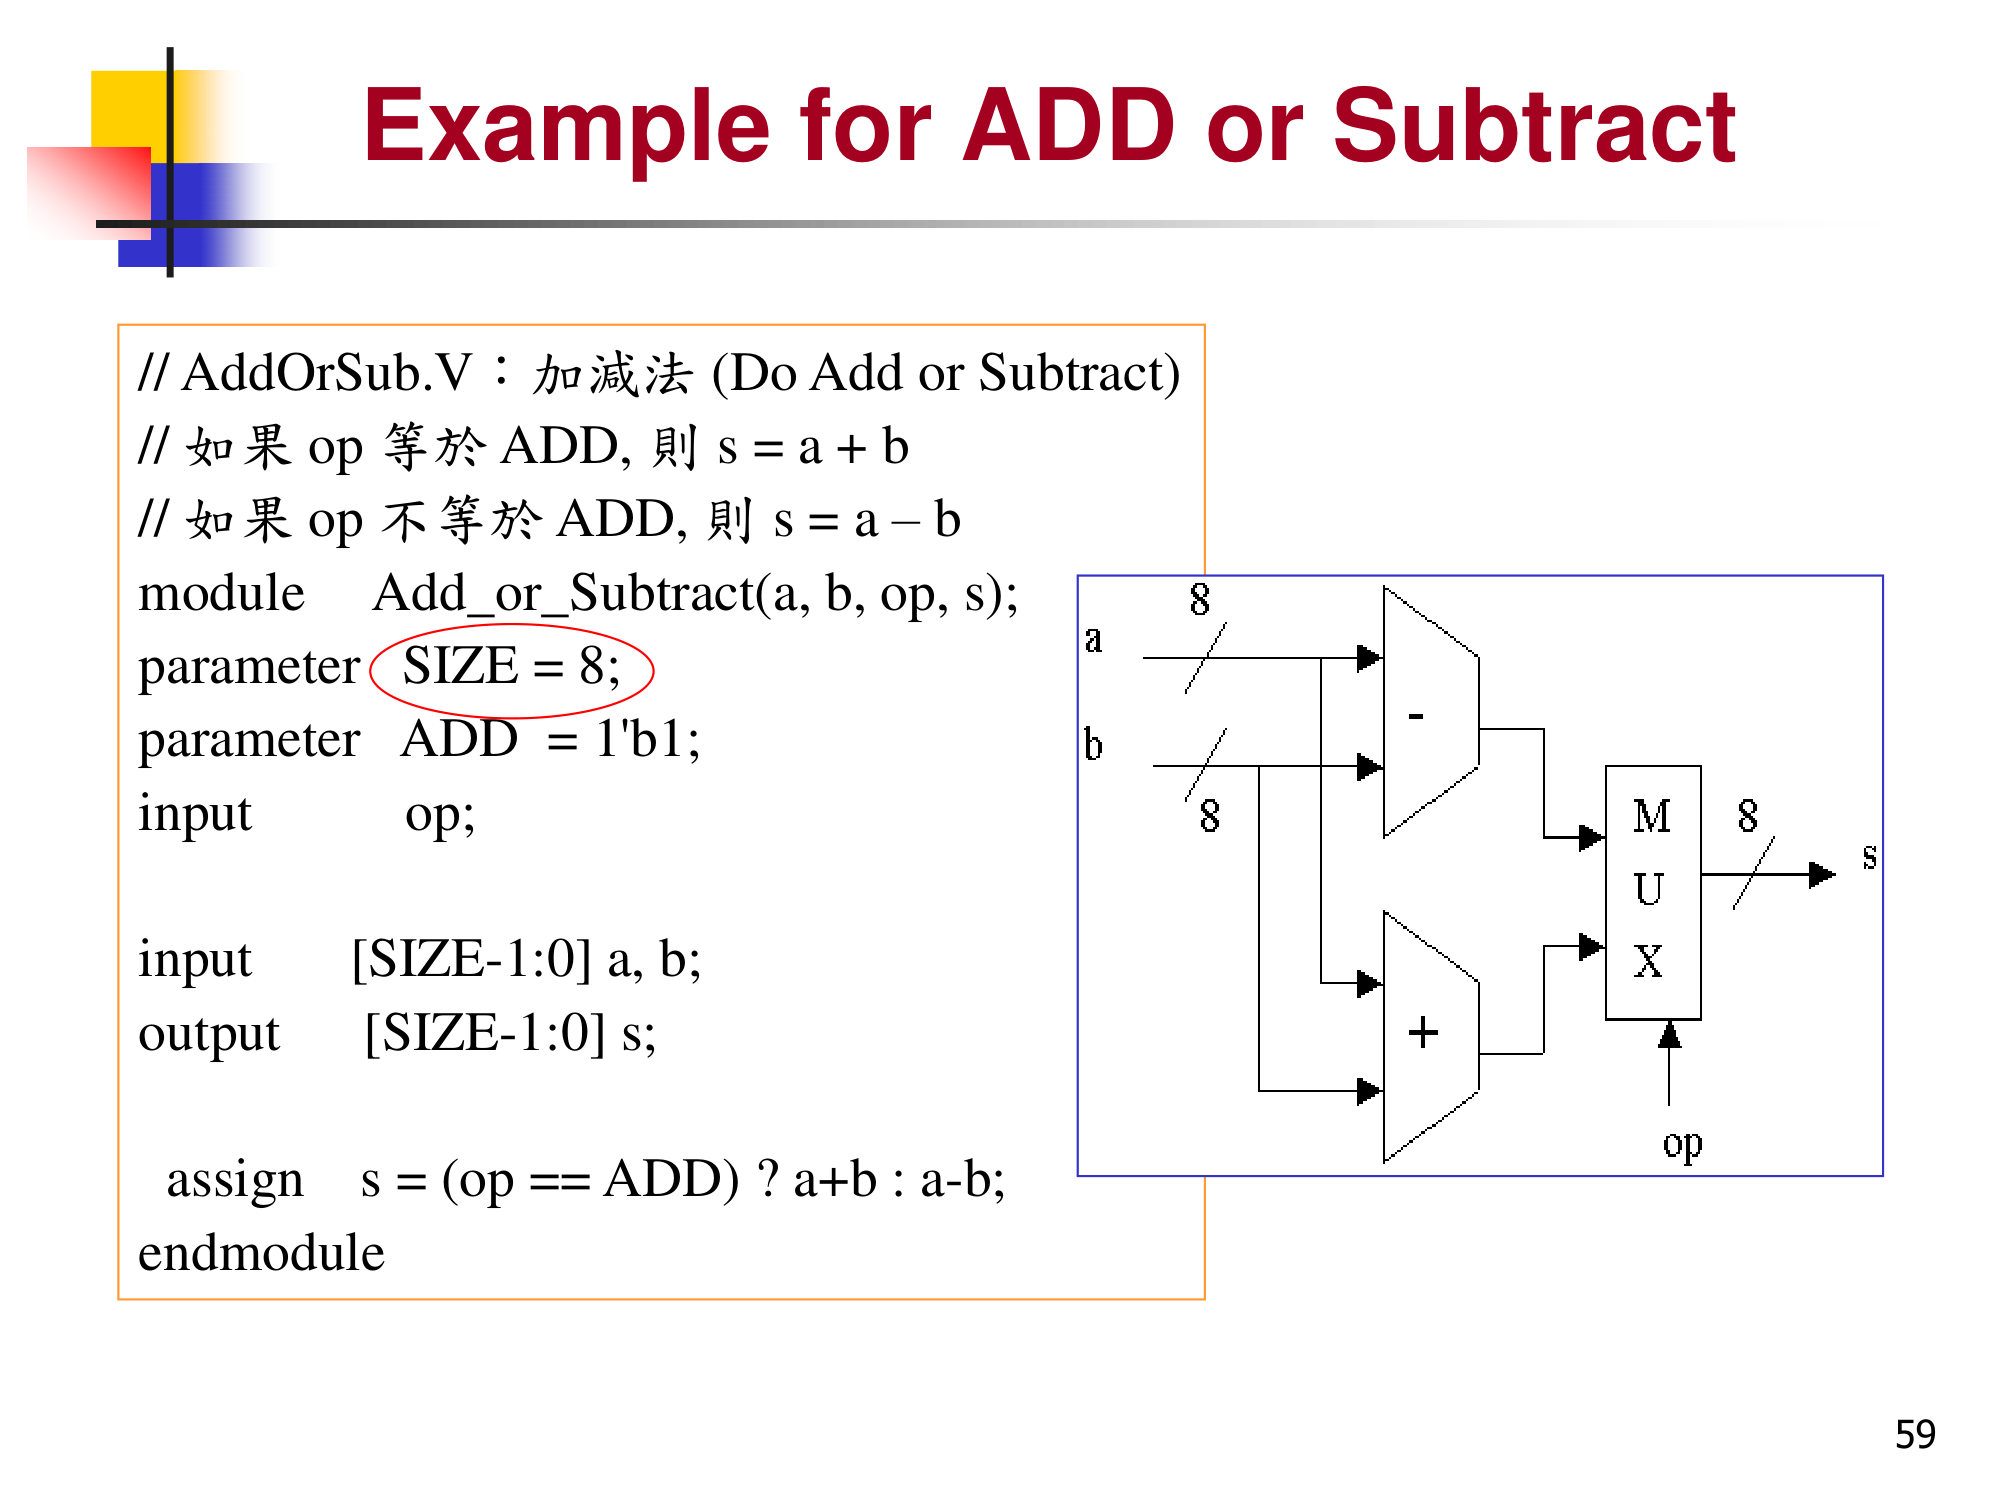 Example for ADD or Subtract
// AddOrSub.V：加減法 (Do Add or Subtract)
// 如果 op 等於 ADD, 則 s = a + b
// 如果 op 不等於 ADD, 則 s = a – b
module Add_or_Subtract(a, b, op, s);
parameter SIZE = 8;
parameter ADD = 1'b1;
input op;
input [SIZE-1:0] a, b;
output [SIZE-1:0] s;
assign s = (op == ADD) ? a+b : a-b;
endmodule
8
a
-
b
8
M
U
X
8
s
+
op
59